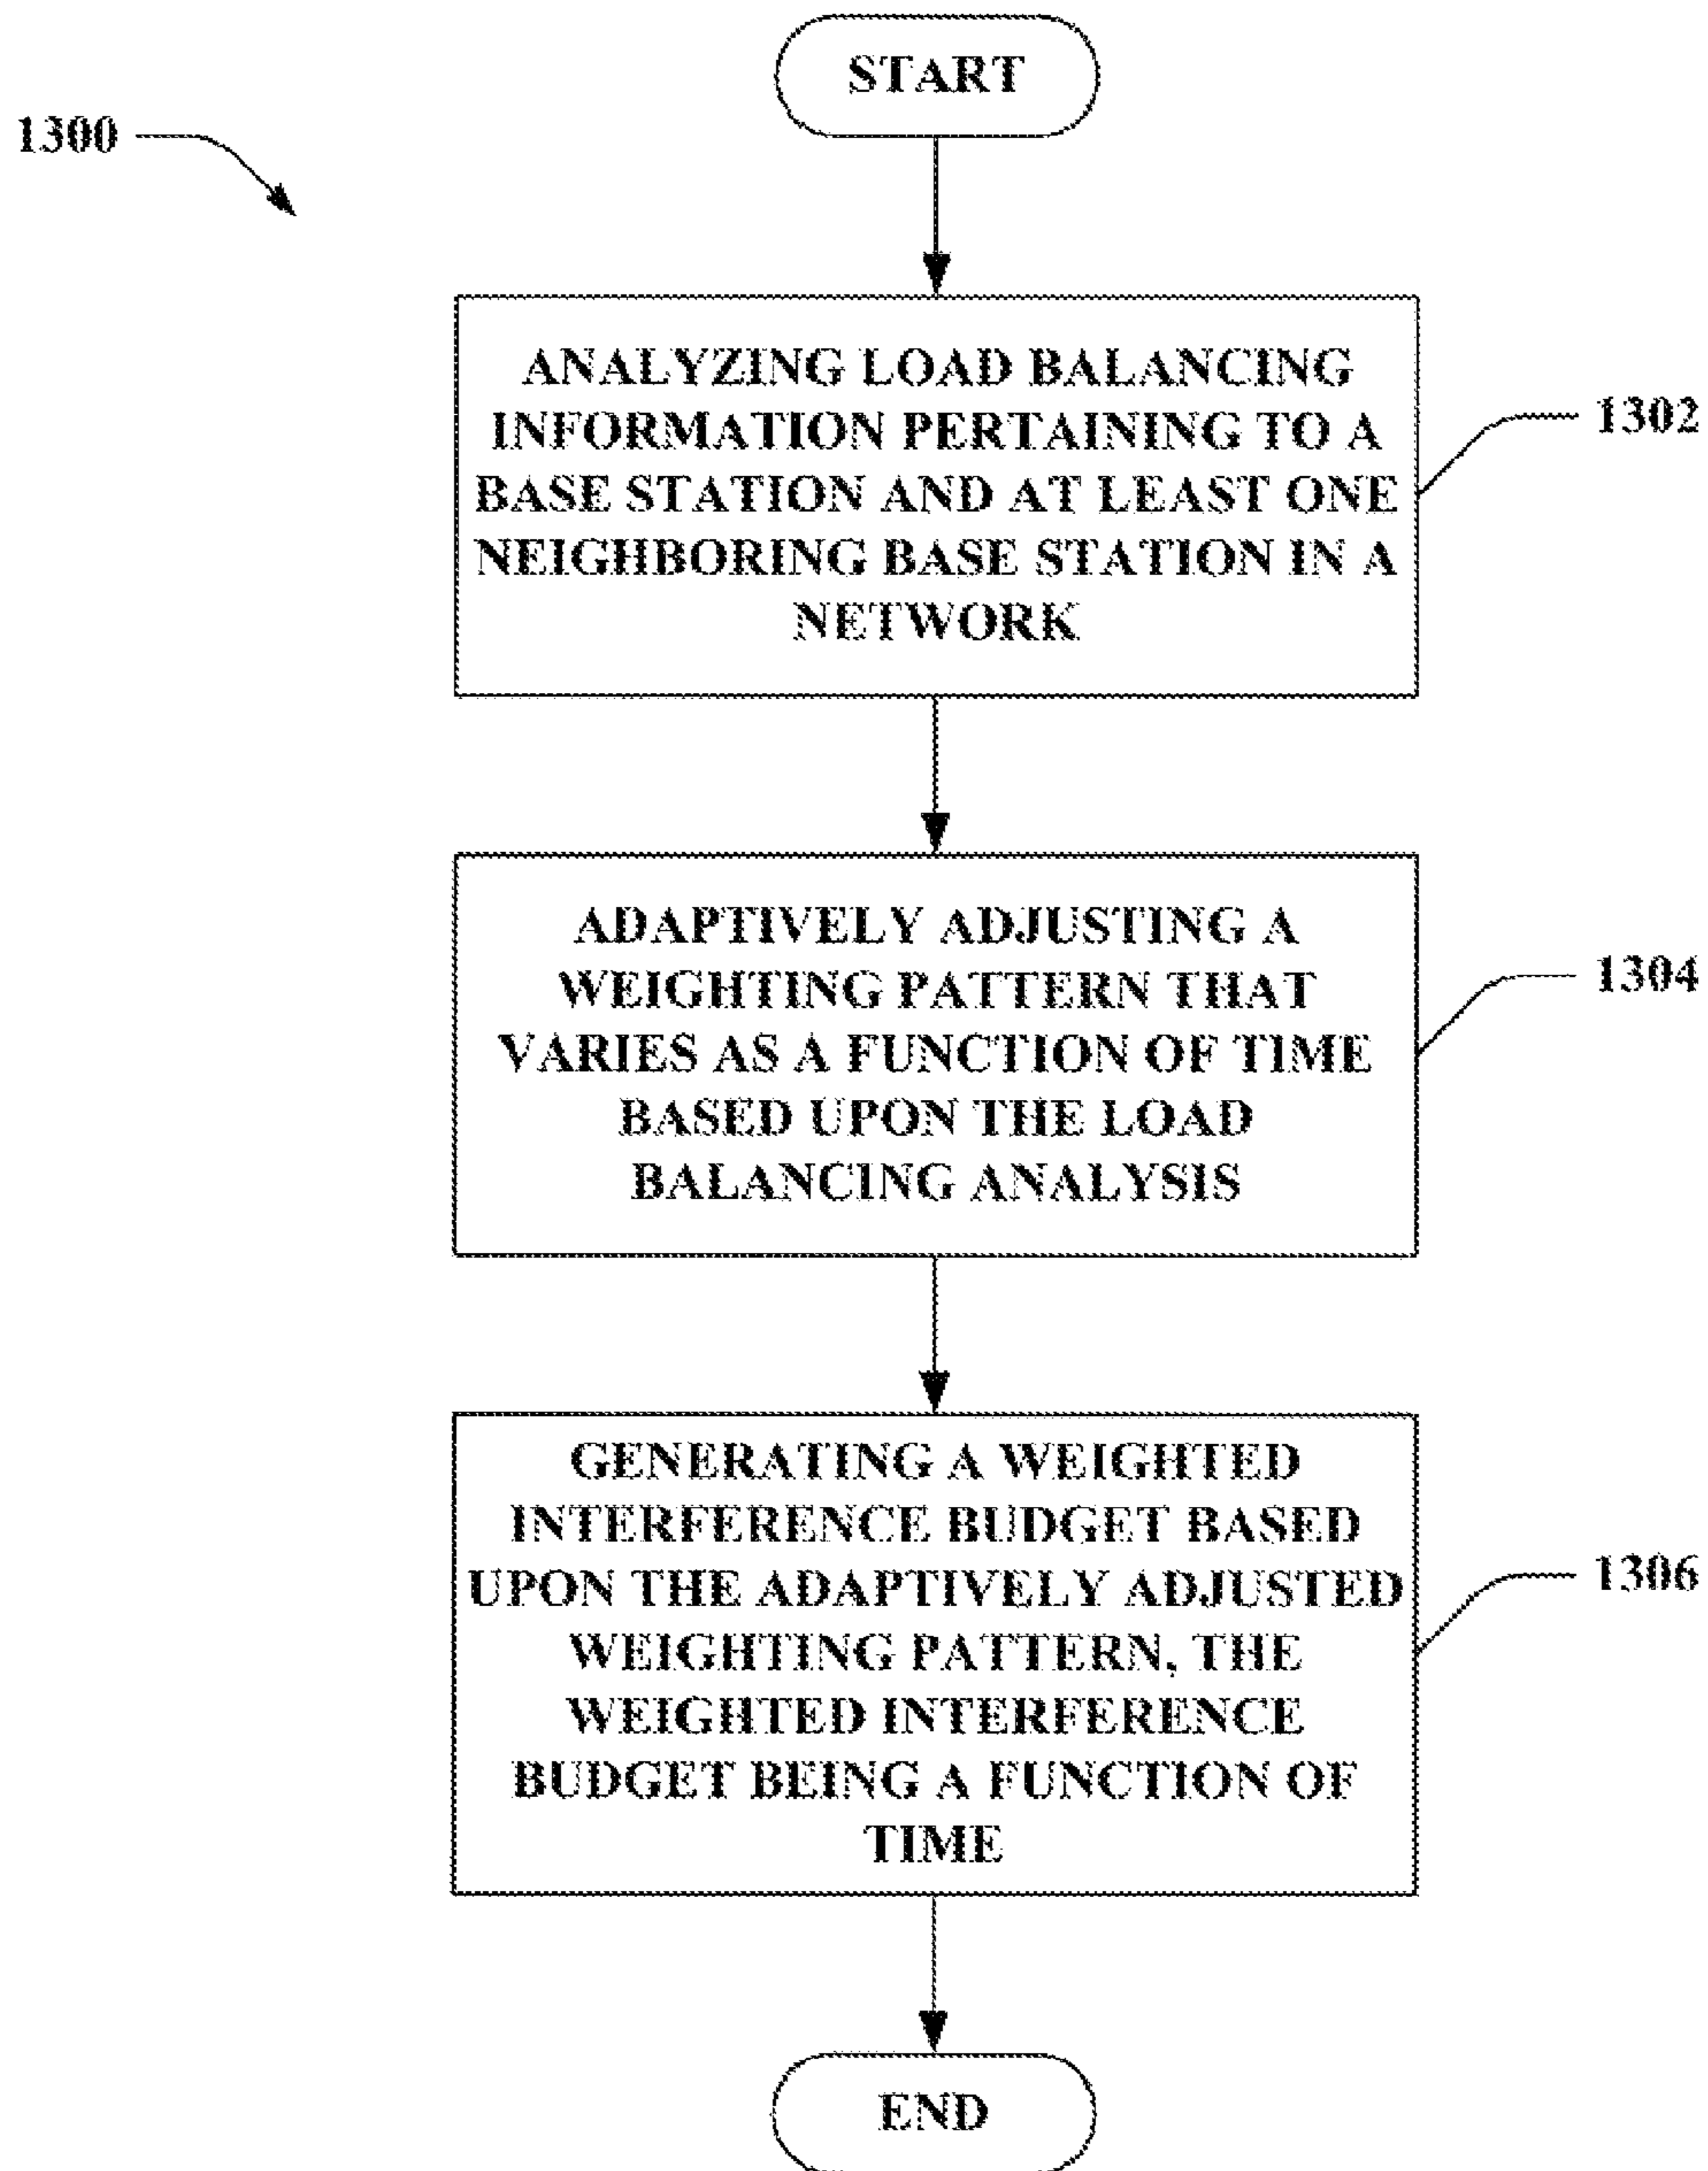 START
1300
ANALYZING LOAD BALANCING
INFORMATION PERTAINING TO A
BASE STATION AND AT LEAST ONE
NEIGHBORING BASE STATION IN A
NETWORK
1302
ADAPTIVELY ADJUSTING A
WEIGHTING PATTERN THAT
VARIES AS A FUNCTION OF TIME
BASED UPON THE LOAD
BALANCING ANALYSIS
1304
GENERATING A WEIGHTED
INTERFERENCE BUDGET BASED
UPON THE ADAPTIVELY ADJUSTED
WEIGHTING PATTERN, THE
WEIGHTED INTERFERENCE
BUDGET BEING A FUNCTION OF
TIME
1306
END